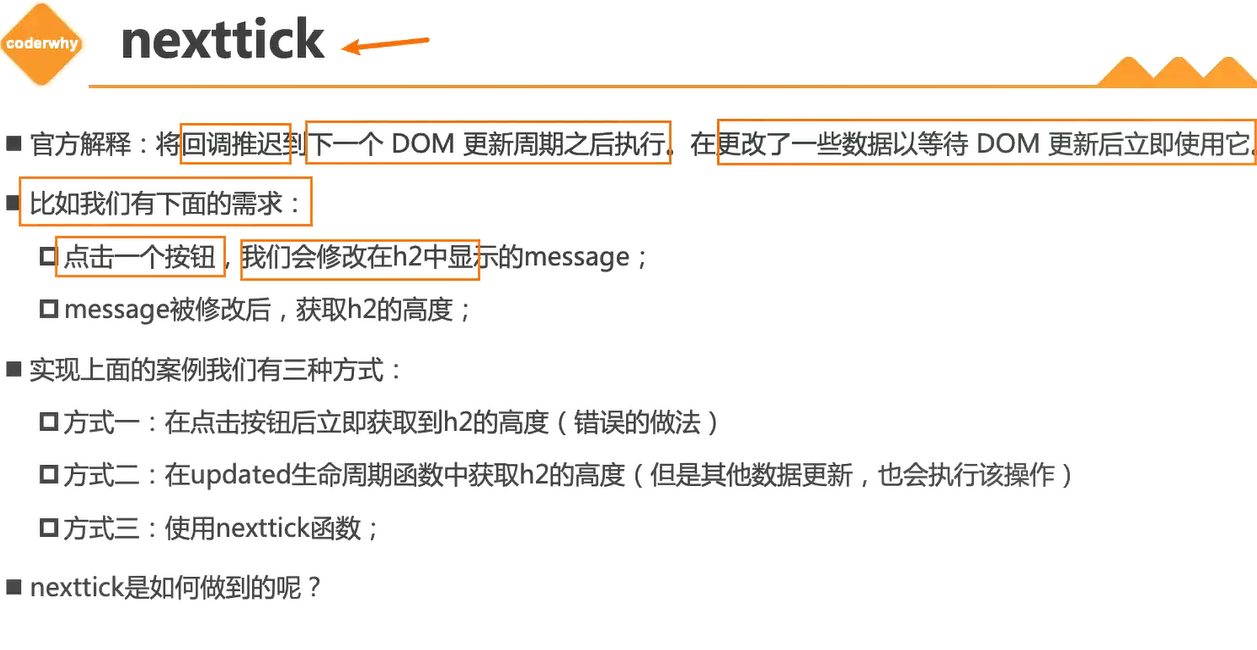 coderwhy
nexttick
官方解释：将回调推迟到下一个 DOM 更新周期之后执行。在更改了一些数据以等待 DOM 更新后立即使用它。
比如我们有下面的需求：
点击一个按钮，我们会修改在h2中显示的message；
message被修改后，获取h2的高度；
实现上面的案例我们有三种方式：
方式一：在点击按钮后立即获取到h2的高度（错误的做法）
方式二：在updated生命周期函数中获取h2的高度（但是其他数据更新，也会执行该操作）
方式三：使用nexttick函数；
nexttick是如何做到的呢？